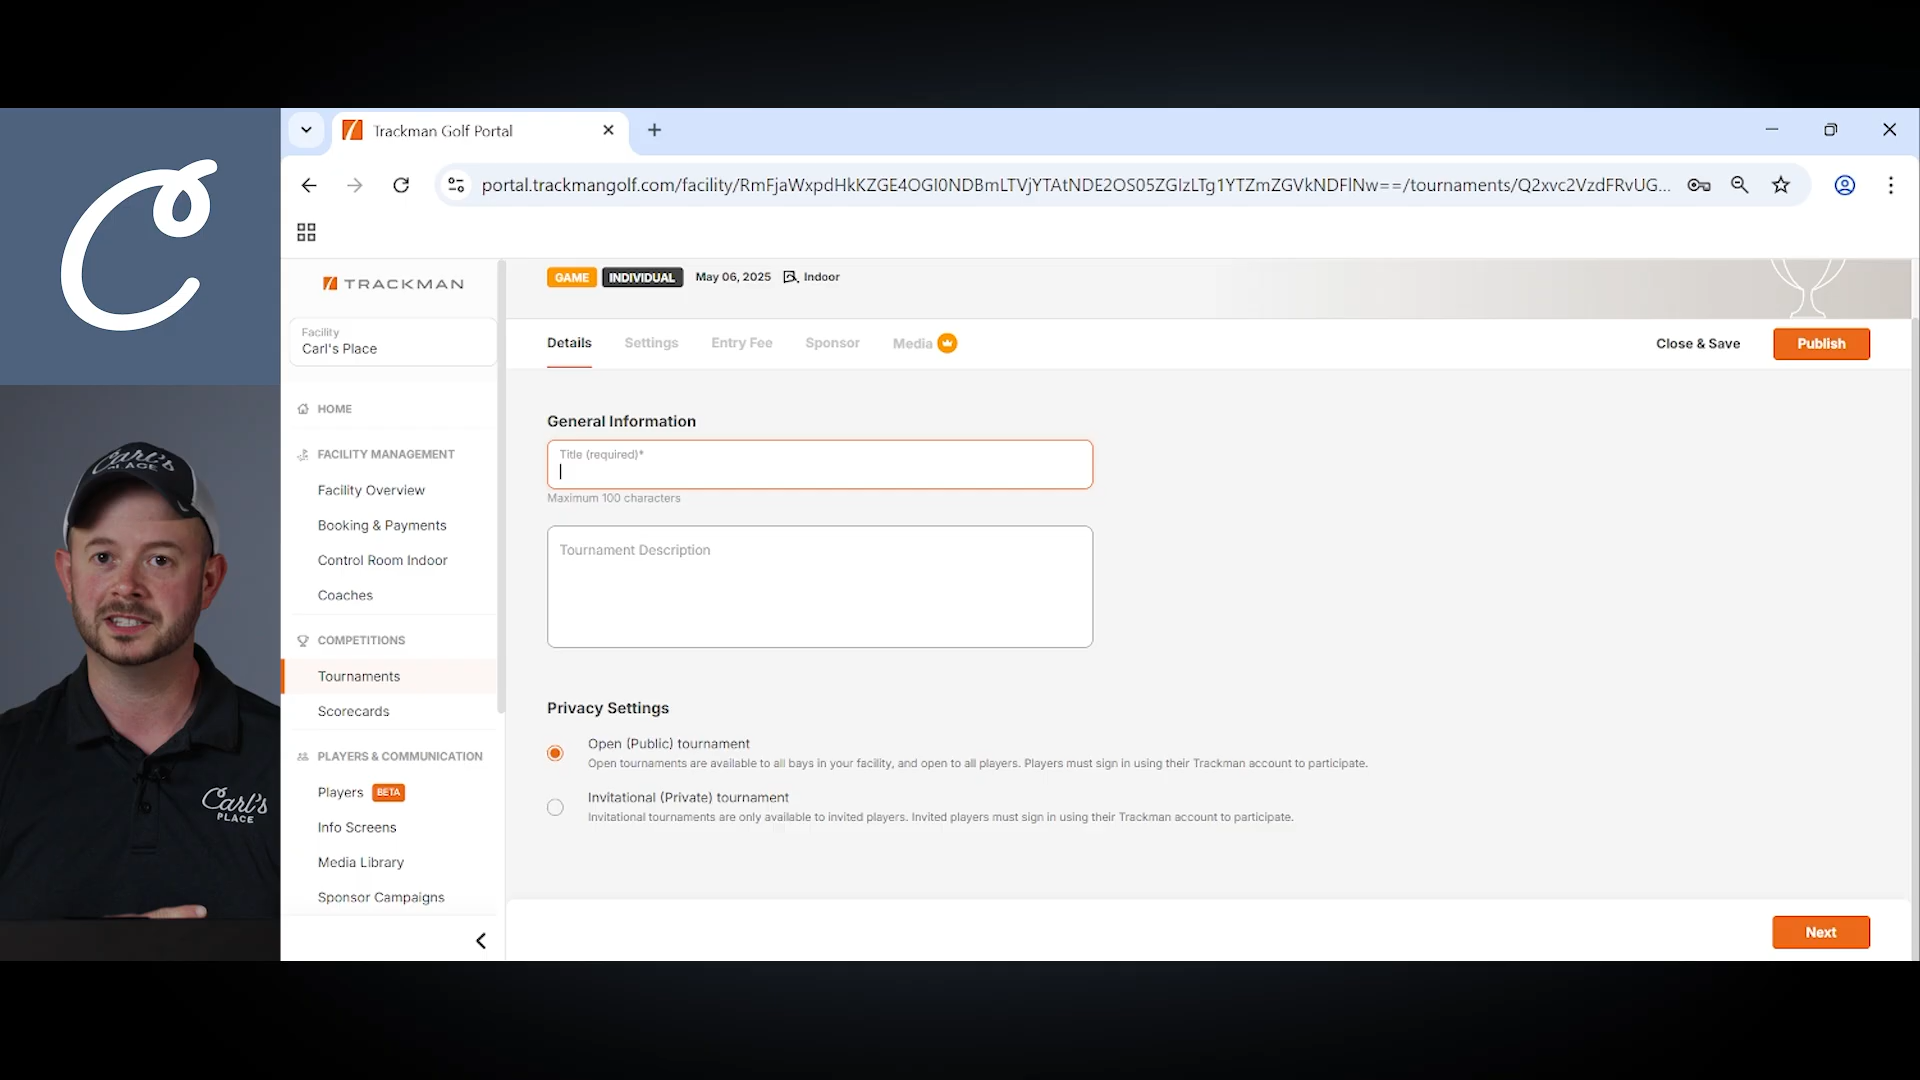 Trackman Golf Portal
portal.trackmangolf.com/facility/RmFjaWxpdHkKZGE4OGI0NDBmLTVjYTAtNDE2OS05ZGIzLTg1YTZmZGVkNDFlNw==/tournaments/Q2xvc2VzdFRvUG...
TRACKMAN
Facility
Carl's Place
HOME
FACILITY MANAGEMENT
Facility Overview
Booking & Payments
Control Room Indoor
Coaches
COMPETITIONS
Tournaments
Scorecards
PLAYERS & COMMUNICATION
Players BETA
Info Screens
Media Library
Sponsor Campaigns
GAME INDIVIDUAL May 06, 2025 Indoor
Details Settings Entry Fee Sponsor Media Close & Save Publish
General Information
Title (required)*
Maximum 100 characters
Tournament Description
Privacy Settings
Open (Public) tournament
Open tournaments are available to all bays in your facility, and open to all players. Players must sign in using their Trackman account to participate.
Invitational (Private) tournament
Invitational tournaments are only available to invited players. Invited players must sign in using their Trackman account to participate.
Next
C
Carl's
PLACE
Carl's
PLACE